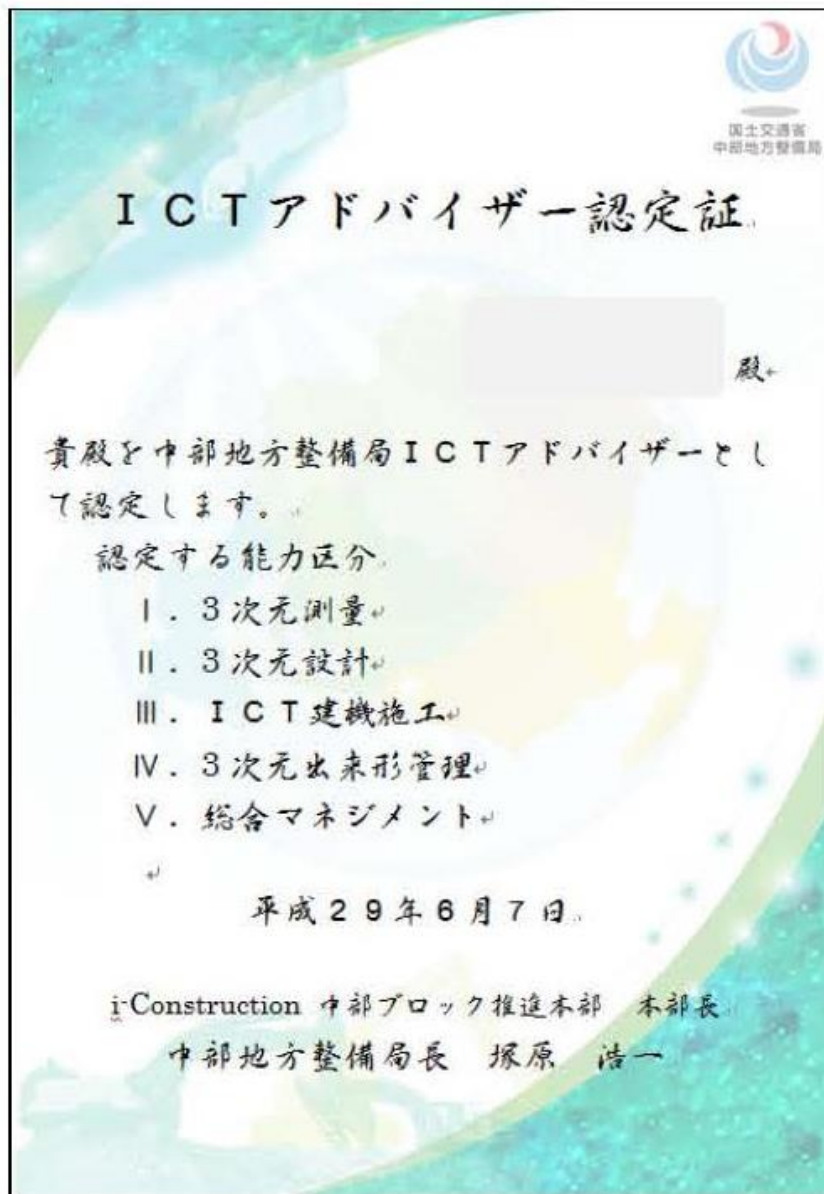 国土交通省
中部地方整備局
ＩＣＴアドバイザー認定証
殿
貴殿を中部地方整備局ＩＣＴアドバイザーとし
て認定します。
認定する能力区分
Ⅰ．３次元測量
Ⅱ．３次元設計
Ⅲ．ＩＣＴ建機施工
Ⅳ．３次元出来形管理
Ⅴ．総合マネジメント
平成２９年６月７日
i-Construction 中部ブロック推進本部　本部長
中部地方整備局長　塚原　浩一